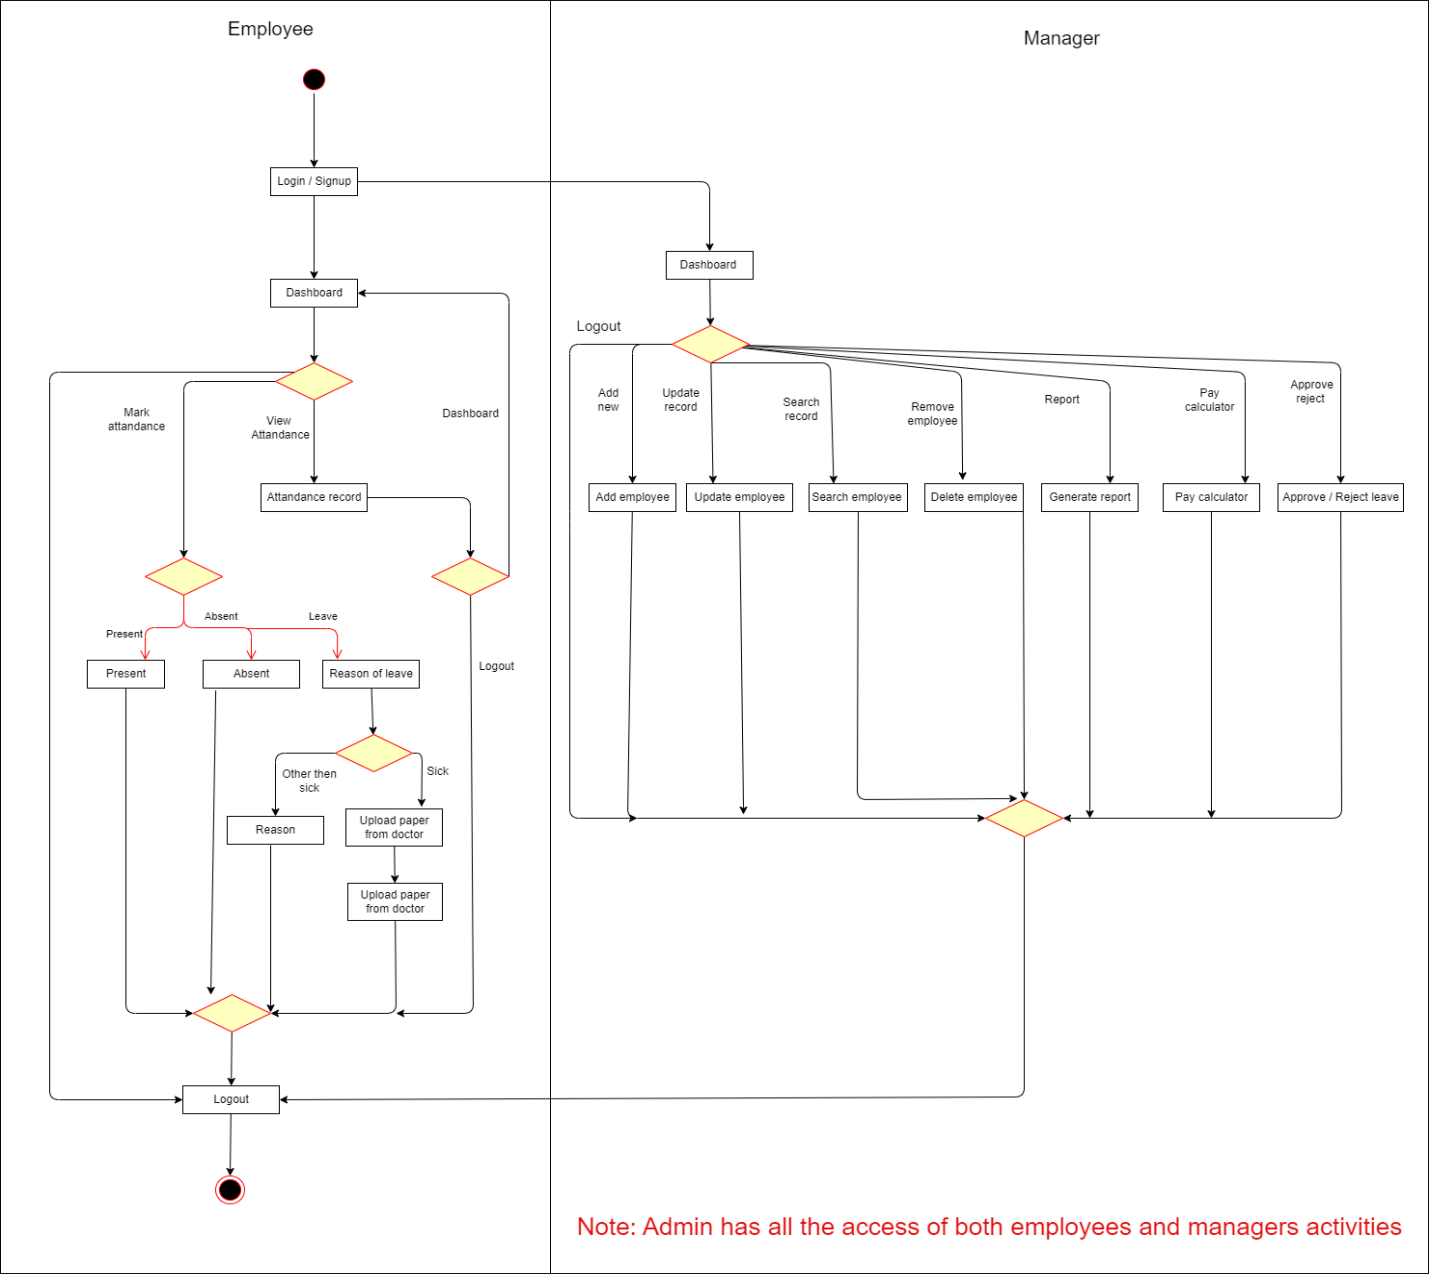 Employee
Manager
Login / Signup
Dashboard
Dashboard
Logout
Mark
attandance
View
Attandance
Dashboard
Add
new
Update
record
Search
record
Remove
employee
Report
Pay
calculator
Approve
reject
Attandance record
Add employee
Update employee
Search employee
Delete employee
Generate report
Pay calculator
Approve / Reject leave
Present
Absent
Leave
Present
Absent
Reason of leave
Logout
Other then
sick
Sick
Reason
Upload paper
from doctor
Upload paper
from doctor
Logout
Note: Admin has all the access of both employees and managers activities